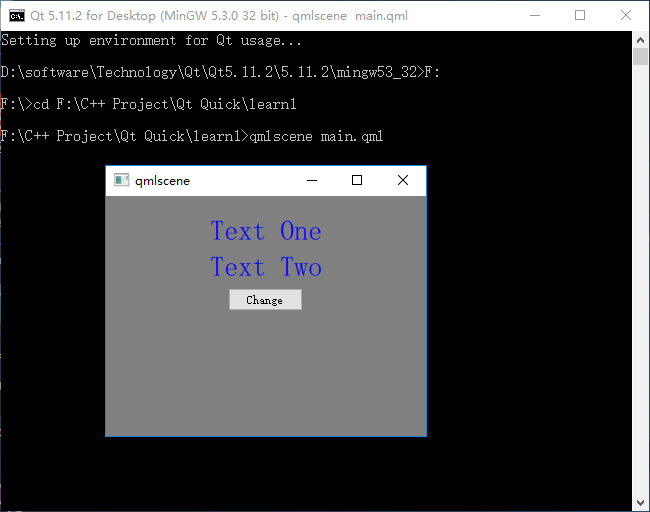 Qt 5.11.2 for Desktop (MinGW 5.3.0 32 bit) - qmlscene  main.qml
Setting up environment for Qt usage...
D:\software\Technology\Qt\Qt5.11.2\5.11.2\mingw53_32>F:
F:\>cd F:\C++ Project\Qt Quick\learn1
F:\C++ Project\Qt Quick\learn1>qmlscene main.qml
qmlscene
Text One
Text Two
Change